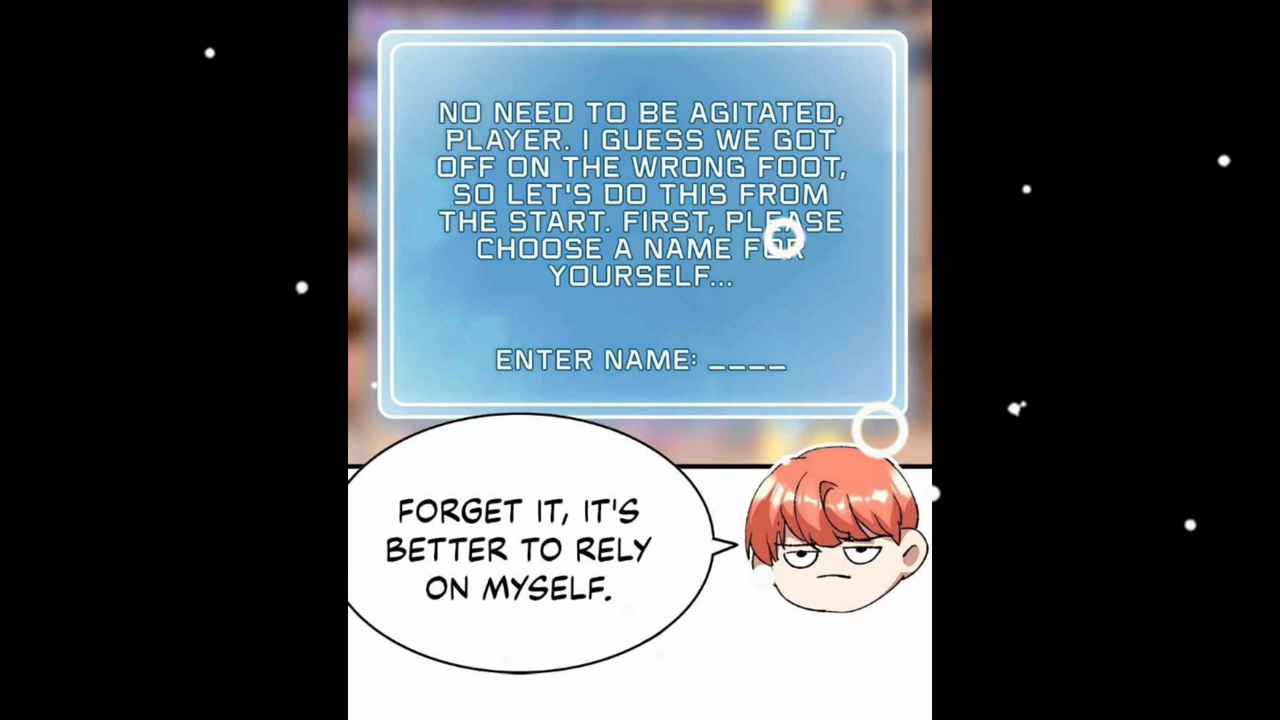 NO NEED TO BE AGITATED,
PLAYER. I GUESS WE GOT
OFF ON THE WRONG FOOT,
SO LET'S DO THIS FROM
THE START. FIRST, PLEASE
CHOOSE A NAME FOR
YOURSELF...
ENTER NAME: ____
FORGET IT, IT'S
BETTER TO RELY
ON MYSELF.